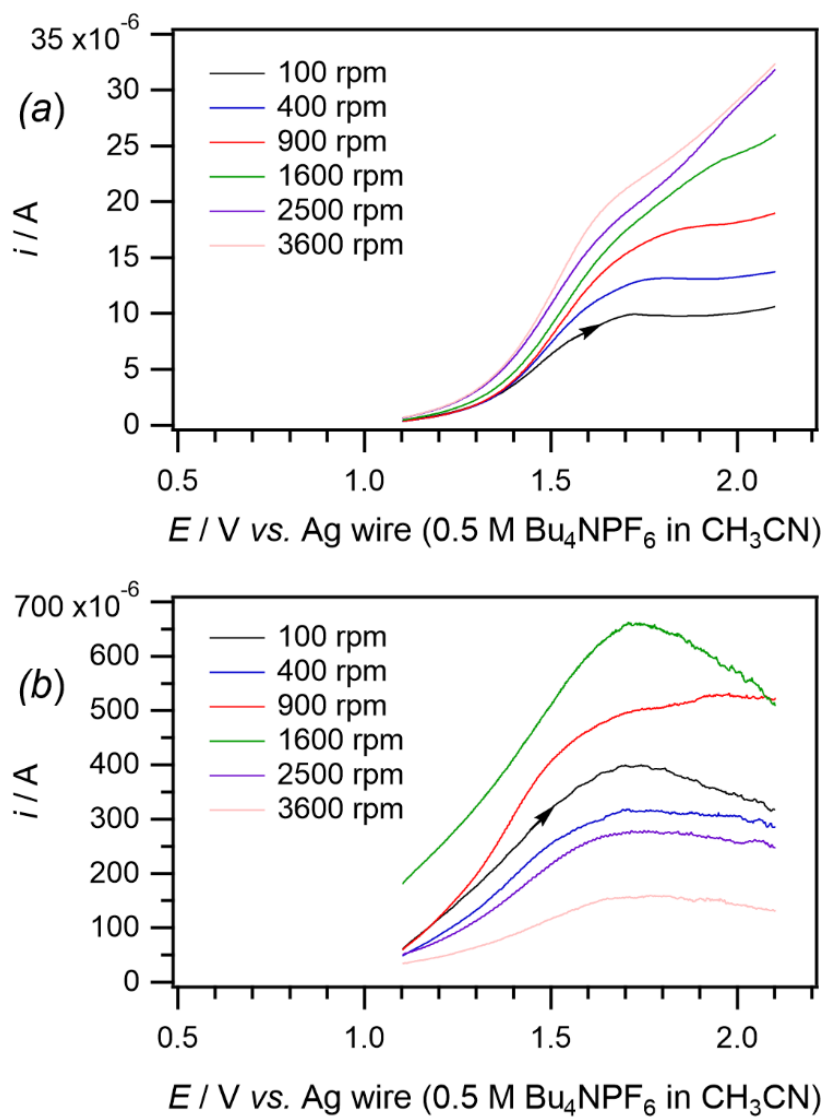 35 x10⁻⁶
(a)
100 rpm
400 rpm
900 rpm
1600 rpm
2500 rpm
3600 rpm
30
25
20
15
10
5
0
i / A
0.5 1.0 1.5 2.0
E / V vs. Ag wire (0.5 M Bu₄NPF₆ in CH₃CN)
700 x10⁻⁶
(b)
100 rpm
400 rpm
900 rpm
1600 rpm
2500 rpm
3600 rpm
600
500
400
300
200
100
0
i / A
0.5 1.0 1.5 2.0
E / V vs. Ag wire (0.5 M Bu₄NPF₆ in CH₃CN)